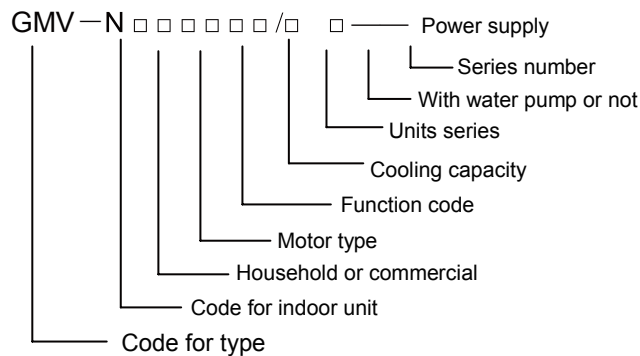 GMV—N□□□□□□/□ □ Power supply
Series number
With water pump or not
Units series
Cooling capacity
Function code
Motor type
Household or commercial
Code for indoor unit
Code for type